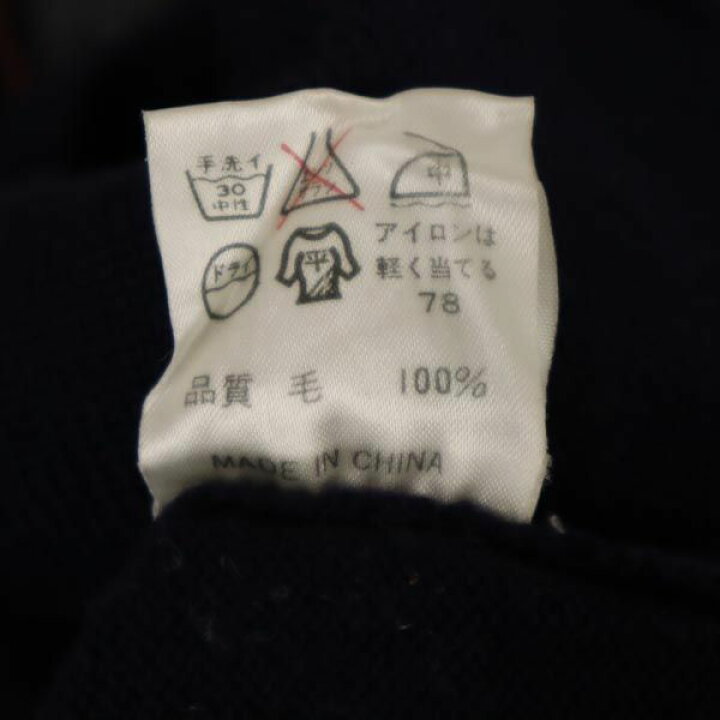 手洗イ
30
中性
中
ドライ
平
アイロンは
軽く当てる
78
品質 毛 100%
MADE IN CHINA